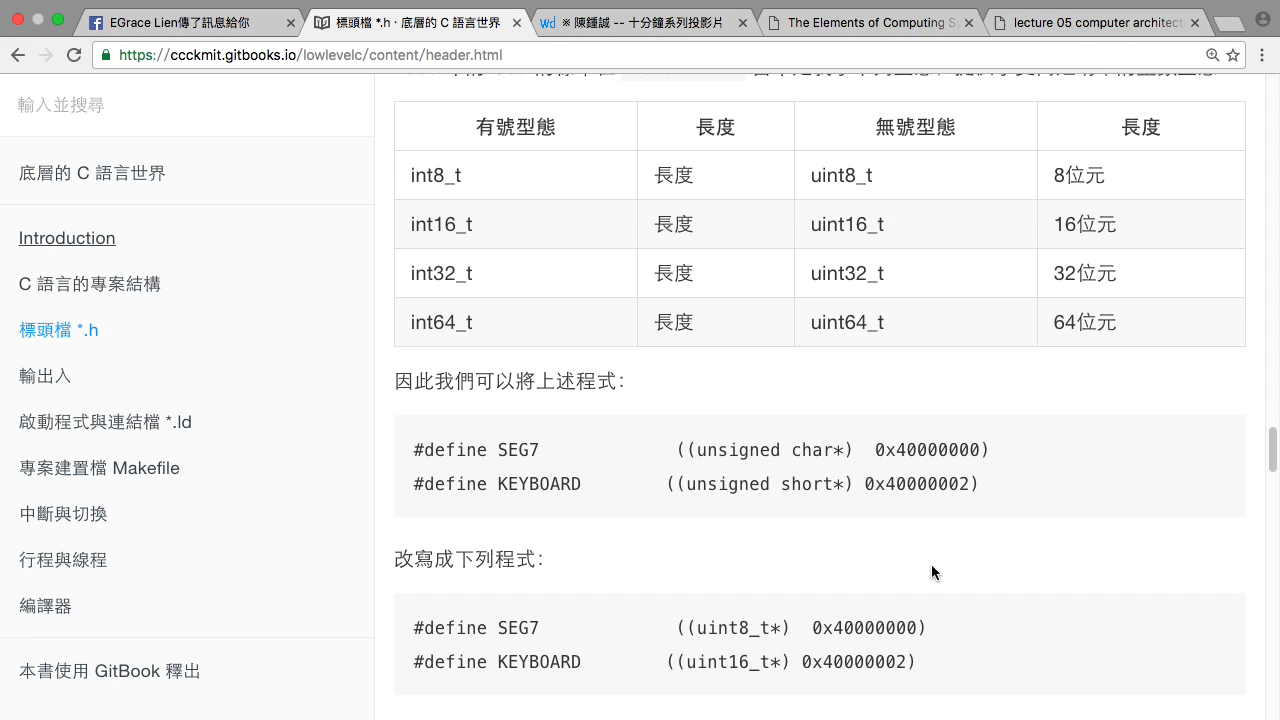 EGrace Lien傳了訊息給你
標頭檔 *.h · 底層的 C 語言世界
wd ※ 陳鍾誠 -- 十分鐘系列投影片
The Elements of Computing S
lecture 05 computer architect
https://ccckmit.gitbooks.io/lowlevelc/content/header.html
輸入並搜尋
底層的 C 語言世界
Introduction
C 語言的專案結構
標頭檔 *.h
輸出入
啟動程式與連結檔 *.ld
專案建置檔 Makefile
中斷與切換
行程與線程
編譯器
本書使用 GitBook 釋出
有號型態 長度 無號型態 長度
int8_t 長度 uint8_t 8位元
int16_t 長度 uint16_t 16位元
int32_t 長度 uint32_t 32位元
int64_t 長度 uint64_t 64位元
因此我們可以將上述程式：
#define SEG7 ((unsigned char*) 0x40000000)
#define KEYBOARD ((unsigned short*) 0x40000002)
改寫成下列程式：
#define SEG7 ((uint8_t*) 0x40000000)
#define KEYBOARD ((uint16_t*) 0x40000002)